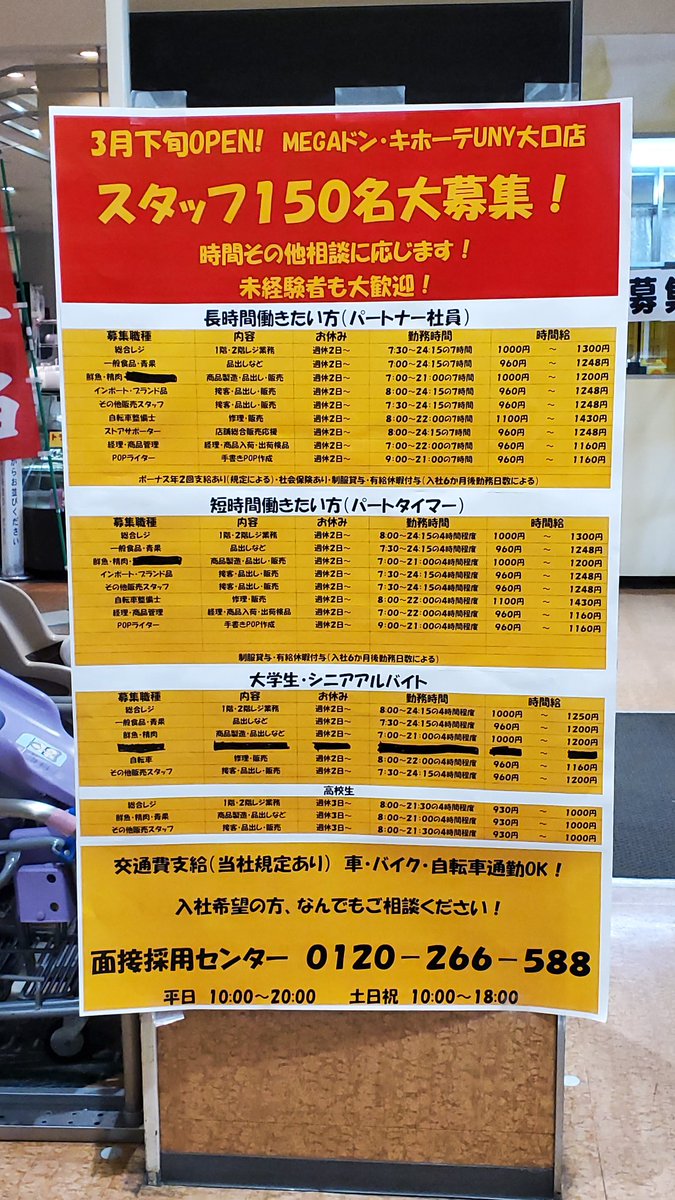 3月下旬OPEN! MEGAドン・キホーテUNY大口店
スタッフ150名大募集!
時間その他相談に応じます!
未経験者も大歓迎!
長時間働きたい方(パートナー社員)
募集職種 内容 お休み 勤務時間 時間給
総合レジ 1階・2階レジ業務 週休2日~ 7:30~24:15の7時間 1000円 ~ 1300円
一般食品・青果 品出しなど 週休2日~ 7:00~24:15の7時間 960円 ~ 1248円
鮮魚・精肉・ 商品製造・品出し・販売 週休2日~ 7:00~21:00の7時間 1000円 ~ 1200円
インポート・ブランド品 接客・品出し・販売 週休2日~ 8:00~24:15の7時間 960円 ~ 1248円
その他販売スタッフ 接客・品出し・販売 週休2日~ 7:30~24:15の7時間 960円 ~ 1248円
自転車整備士 修理・販売 週休2日~ 8:00~22:00の7時間 1100円 ~ 1430円
ストアサポーター 店舗総合販売応援 週休2日~ 8:00~24:15の7時間 960円 ~ 1248円
経理・商品管理 経理・商品入荷・出荷検品 週休2日~ 7:00~22:00の7時間 960円 ~ 1160円
POPライター 手書きPOP作成 週休2日~ 9:00~21:00の7時間 960円 ~ 1160円
ボーナス年2回支給あり(規定による)・社会保険あり・制服貸与・有給休暇付与(入社6か月後勤務日数による)
短時間働きたい方(パートタイマー)
募集職種 内容 お休み 勤務時間 時間給
総合レジ 1階・2階レジ業務 週休2日~ 8:00~24:15の4時間程度 1000円 ~ 1300円
一般食品・青果 品出しなど 週休2日~ 7:30~24:15の4時間程度 960円 ~ 1248円
鮮魚・精肉・ 商品製造・品出し・販売 週休2日~ 7:00~21:00の4時間程度 1000円 ~ 1200円
インポート・ブランド品 接客・品出し・販売 週休2日~ 7:30~24:15の4時間程度 960円 ~ 1248円
その他販売スタッフ 接客・品出し・販売 週休2日~ 7:30~24:15の4時間程度 960円 ~ 1248円
自転車整備士 修理・販売 週休2日~ 8:00~22:00の4時間程度 1100円 ~ 1430円
経理・商品管理 経理・商品入荷・出荷検品 週休2日~ 7:00~22:00の4時間程度 960円 ~ 1160円
POPライター 手書きPOP作成 週休2日~ 9:00~21:00の4時間程度 960円 ~ 1160円
制服貸与・有給休暇付与(入社6か月後勤務日数による)
大学生・シニアアルバイト
募集職種 内容 お休み 勤務時間 時間給
総合レジ 1階・2階レジ業務 週休2日~ 8:00~24:15の4時間程度 1000円 ~ 1250円
一般食品・青果 品出しなど 週休2日~ 7:30~24:15の4時間程度 960円 ~ 1200円
鮮魚・精肉 商品製造・品出しなど 週休2日~ 7:00~21:00の4時間程度 1000円 ~ 1200円
自転車 修理・販売 週休2日~ 8:00~22:00の4時間程度 960円 ~ 1160円
その他販売スタッフ 接客・品出し・販売 週休2日~ 7:30~24:15の4時間程度 960円 ~ 1200円
高校生
総合レジ 1階・2階レジ業務 週休3日~ 8:00~21:30の4時間程度 930円 ~ 1000円
鮮魚・精肉・青果 商品製造・品出しなど 週休3日~ 8:00~21:00の4時間程度 930円 ~ 1000円
その他販売スタッフ 接客・品出し・販売 週休3日~ 8:00~21:30の4時間程度 930円 ~ 1000円
交通費支給(当社規定あり) 車・バイク・自転車通勤OK!
入社希望の方、なんでもご相談ください!
面接採用センター 0120-266-588
平日 10:00~20:00 土日祝 10:00~18:00
募集
からお並びください